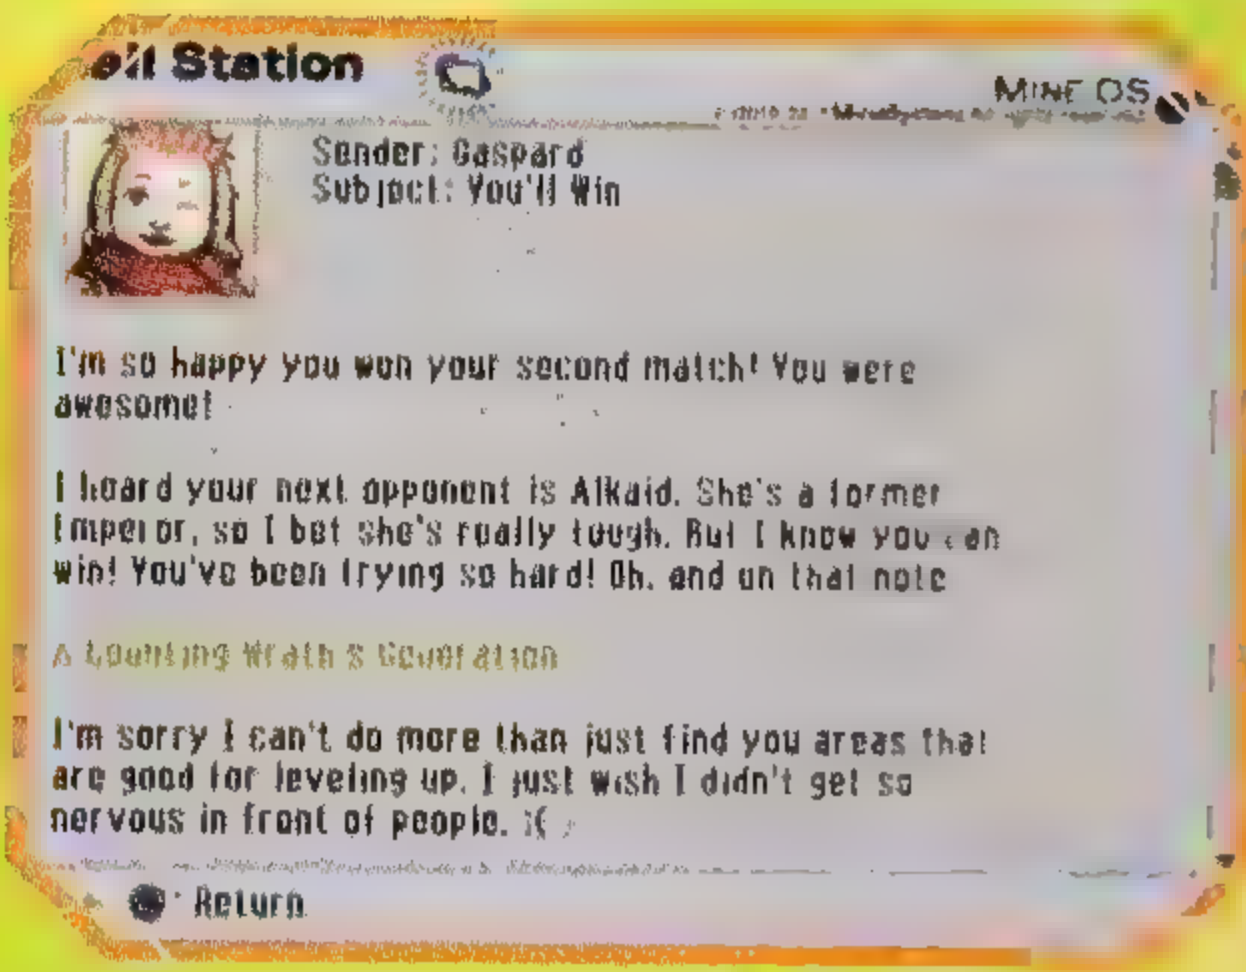 Station
MINE OS
Sender: Gaspard
Subject: You'll Win
I'm so happy you won your second match! You were
awesome!
I heard your next opponent is Alkaid. She's a former
Emperor, so I bet she's really tough. But I know you can
win! You've been trying so hard! Oh, and on that note
Δ Counting Wrath's Generation
I'm sorry I can't do more than just find you areas that
are good for leveling up. I just wish I didn't get so
nervous in front of people. :(
: Return